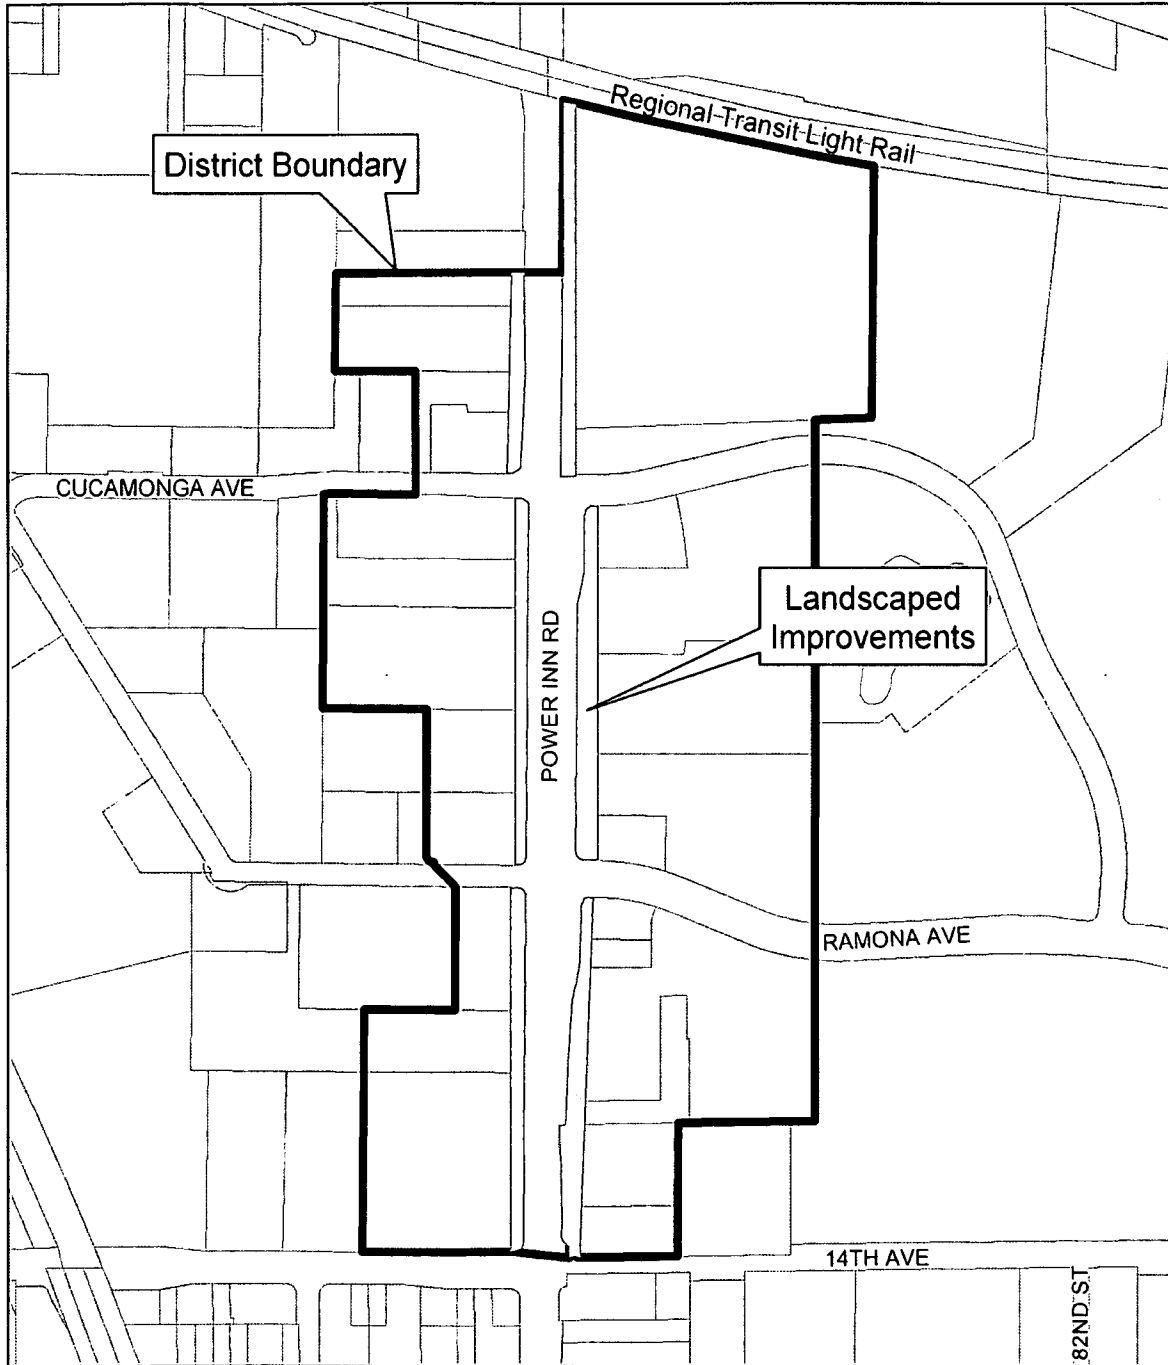 Regional Transit Light Rail
District Boundary
CUCAMONGA AVE
Landscaped
Improvements
POWER INN RD
RAMONA AVE
14TH AVE
82ND ST